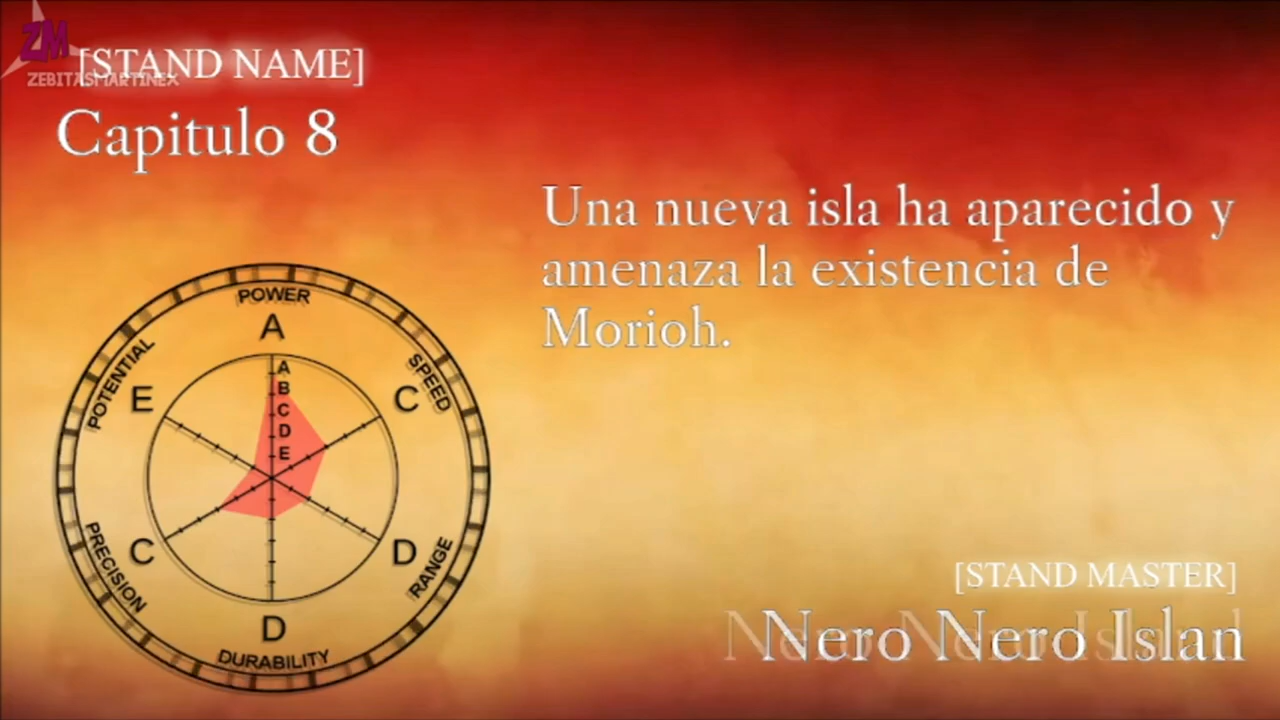 ZM
[STAND NAME]
ZEBITASMARTINEX
Capitulo 8
Una nueva isla ha aparecido y
amenaza la existencia de
Morioh.
POWER
A
SPEED
C
RANGE
D
DURABILITY
D
PRECISION
C
POTENTIAL
E
A
B
C
D
E
[STAND MASTER]
Nero Nero Islan